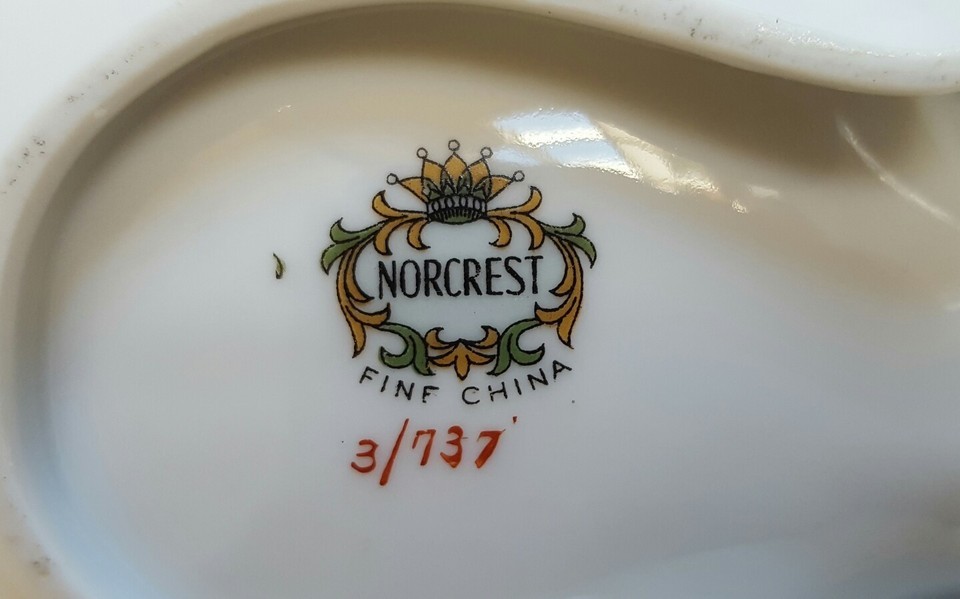 NORCREST
FINE CHINA
3/737